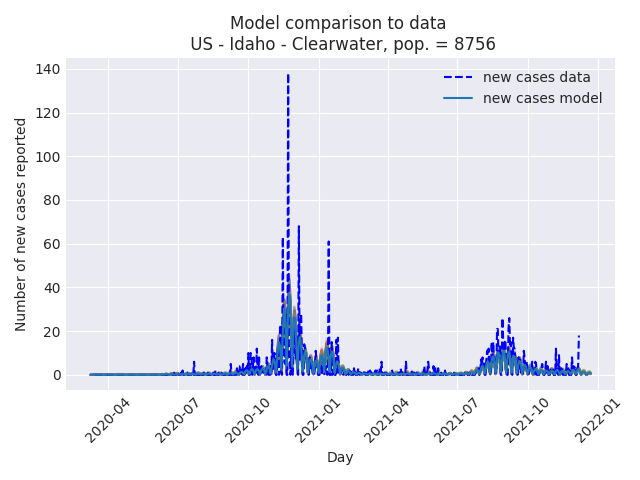 Model comparison to data
US - Idaho - Clearwater, pop. = 8756
new cases data
new cases model
Number of new cases reported
140
120
100
80
60
40
20
0
2020-04
2020-07
2020-10
2021-01
2021-04
2021-07
2021-10
2022-01
Day